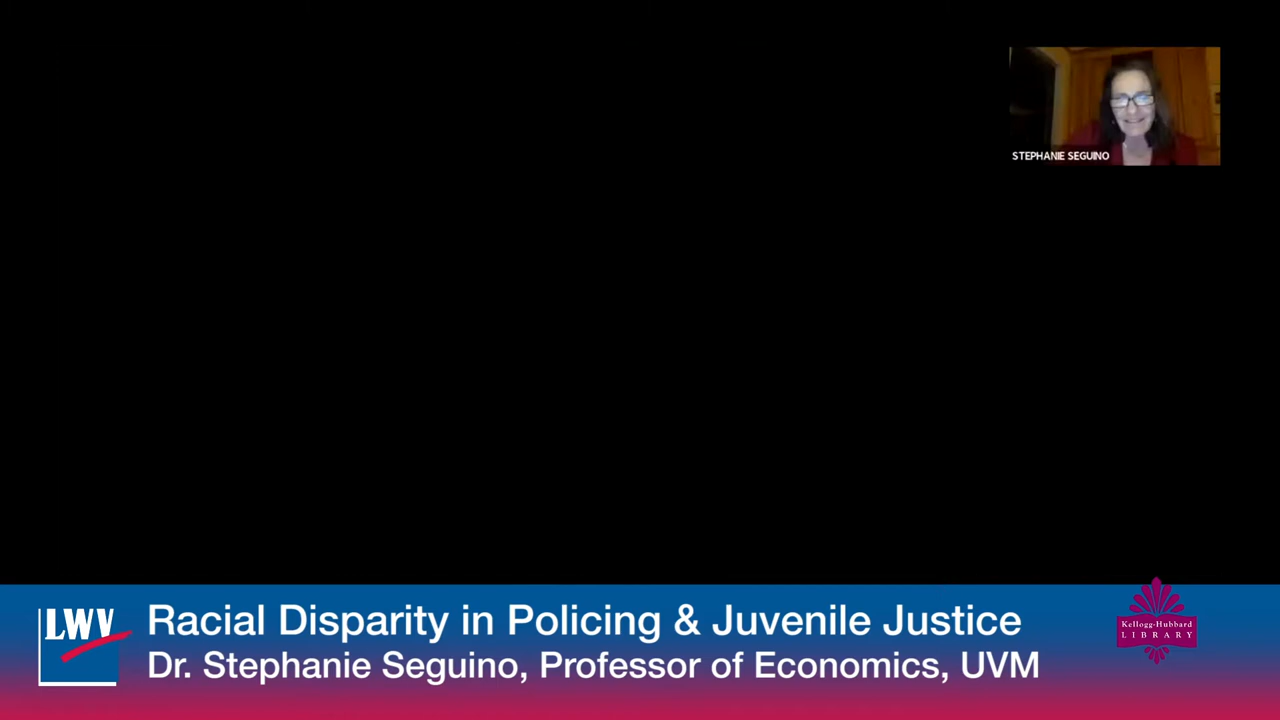 STEPHANIE SEGUINO
LWV
Racial Disparity in Policing & Juvenile Justice
Dr. Stephanie Seguino, Professor of Economics, UVM
Kellogg-Hubbard
LIBRARY